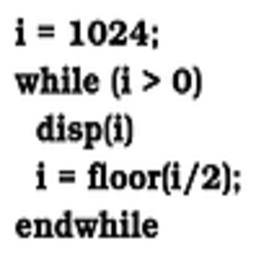 i = 1024;
while (i > 0)
disp(i)
i = floor(i/2);
endwhile